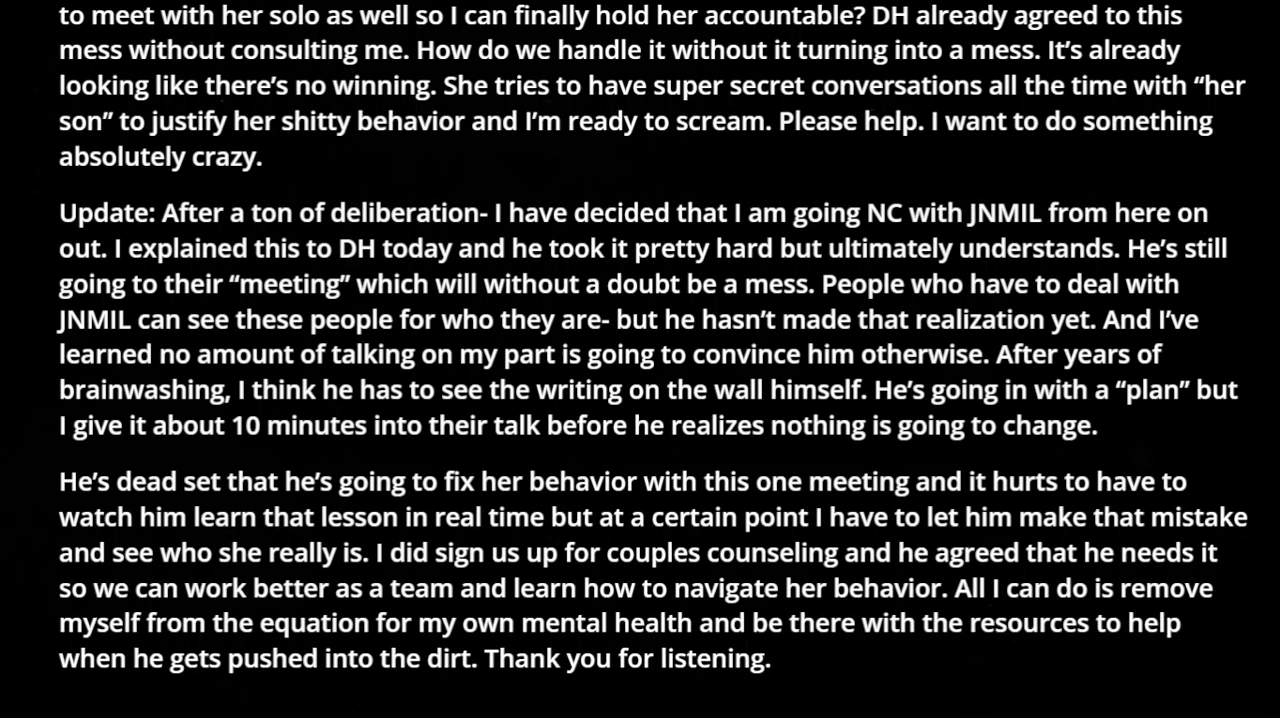 to meet with her solo as well so I can finally hold her accountable? DH already agreed to this
mess without consulting me. How do we handle it without it turning into a mess. It’s already
looking like there’s no winning. She tries to have super secret conversations all the time with “her
son” to justify her shitty behavior and I’m ready to scream. Please help. I want to do something
absolutely crazy.
Update: After a ton of deliberation- I have decided that I am going NC with JNMIL from here on
out. I explained this to DH today and he took it pretty hard but ultimately understands. He’s still
going to their “meeting” which will without a doubt be a mess. People who have to deal with
JNMIL can see these people for who they are- but he hasn’t made that realization yet. And I’ve
learned no amount of talking on my part is going to convince him otherwise. After years of
brainwashing, I think he has to see the writing on the wall himself. He’s going in with a “plan” but
I give it about 10 minutes into their talk before he realizes nothing is going to change.
He’s dead set that he’s going to fix her behavior with this one meeting and it hurts to have to
watch him learn that lesson in real time but at a certain point I have to let him make that mistake
and see who she really is. I did sign us up for couples counseling and he agreed that he needs it
so we can work better as a team and learn how to navigate her behavior. All I can do is remove
myself from the equation for my own mental health and be there with the resources to help
when he gets pushed into the dirt. Thank you for listening.